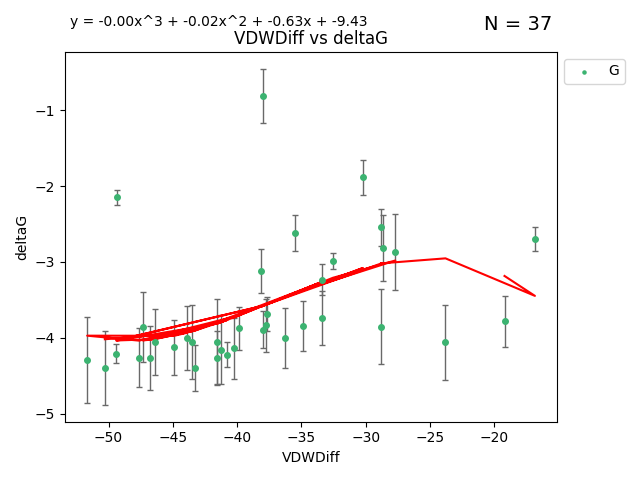 y = -0.00x^3 + -0.02x^2 + -0.63x + -9.43
N = 37
VDWDiff vs deltaG
G
deltaG
−1
−2
−3
−4
−5
−50
−45
−40
−35
−30
−25
−20
VDWDiff